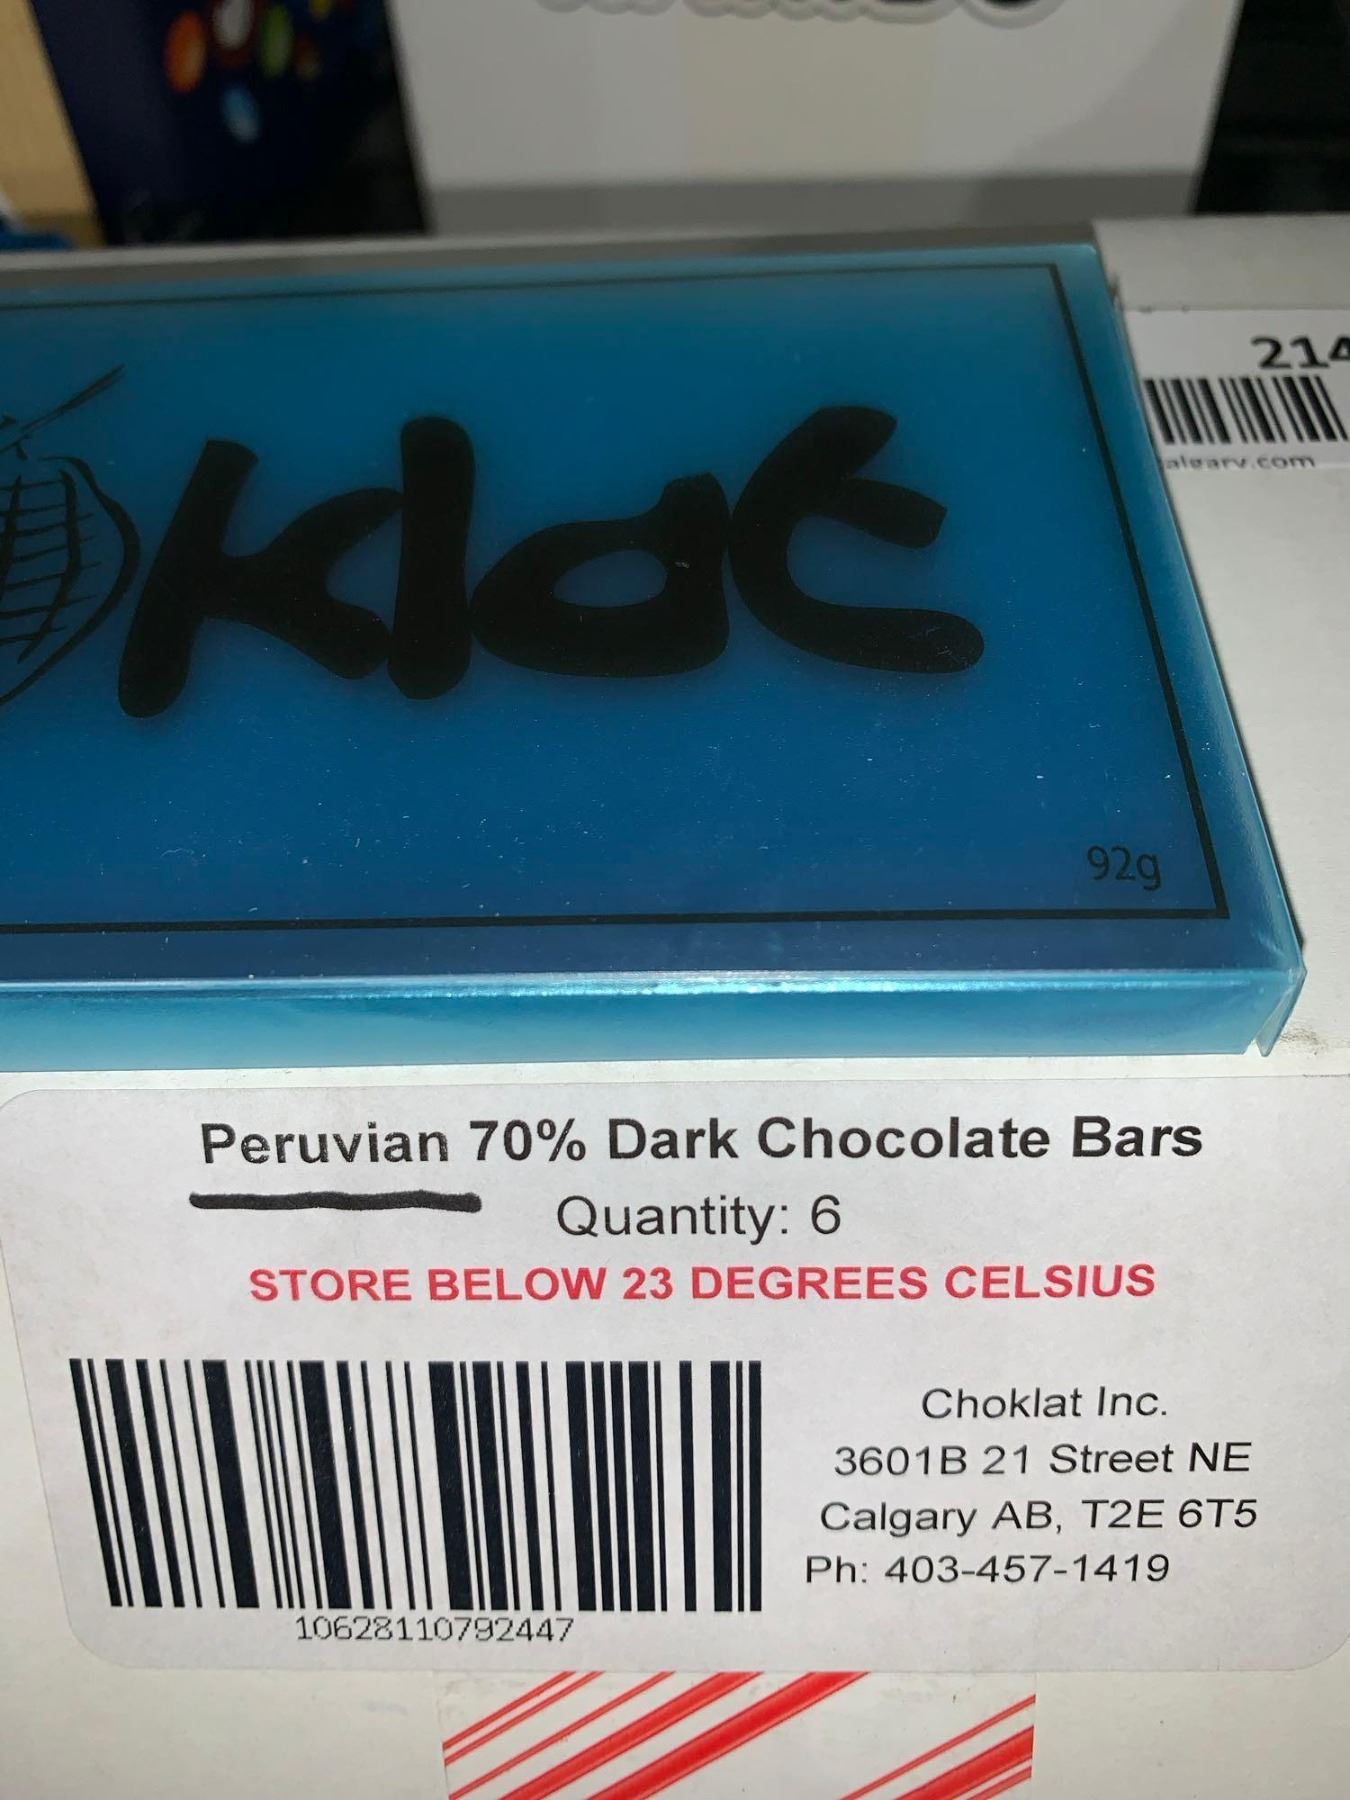 klat
214
algary.com
92g
Peruvian 70% Dark Chocolate Bars
Quantity: 6
STORE BELOW 23 DEGREES CELSIUS
Choklat Inc.
3601B 21 Street NE
Calgary AB, T2E 6T5
Ph: 403-457-1419
10628110792447